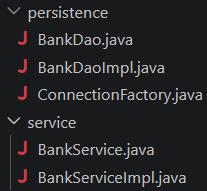 persistence
BankDao.java
BankDaoImpl.java
ConnectionFactory.java
service
BankService.java
BankServiceImpl.java